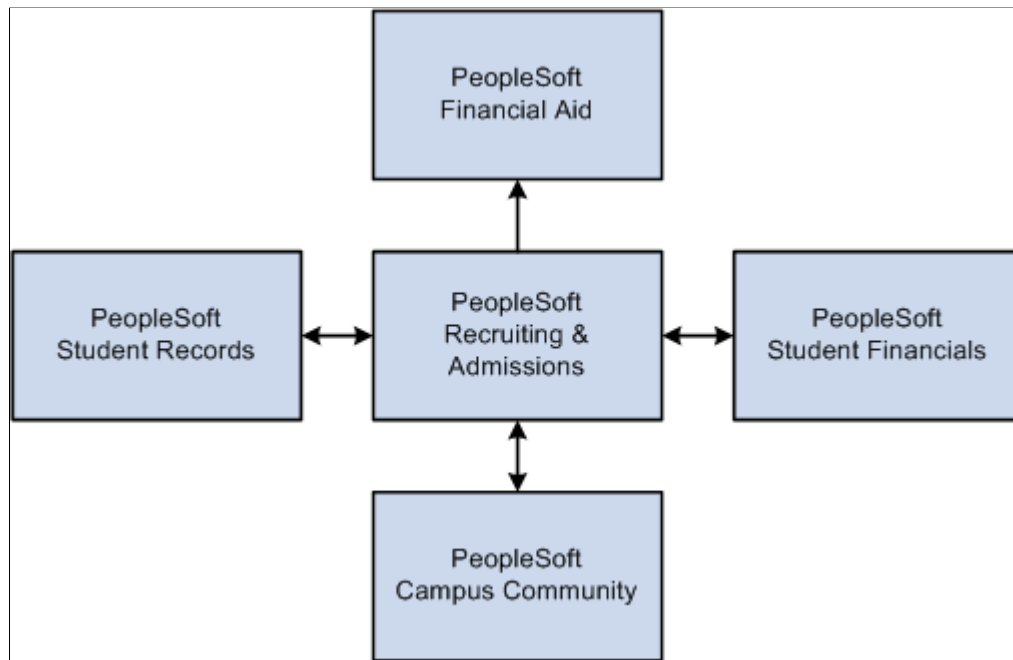 PeopleSoft
Financial Aid
PeopleSoft
Student Records
PeopleSoft
Recruiting &
Admissions
PeopleSoft
Student Financials
PeopleSoft
Campus Community